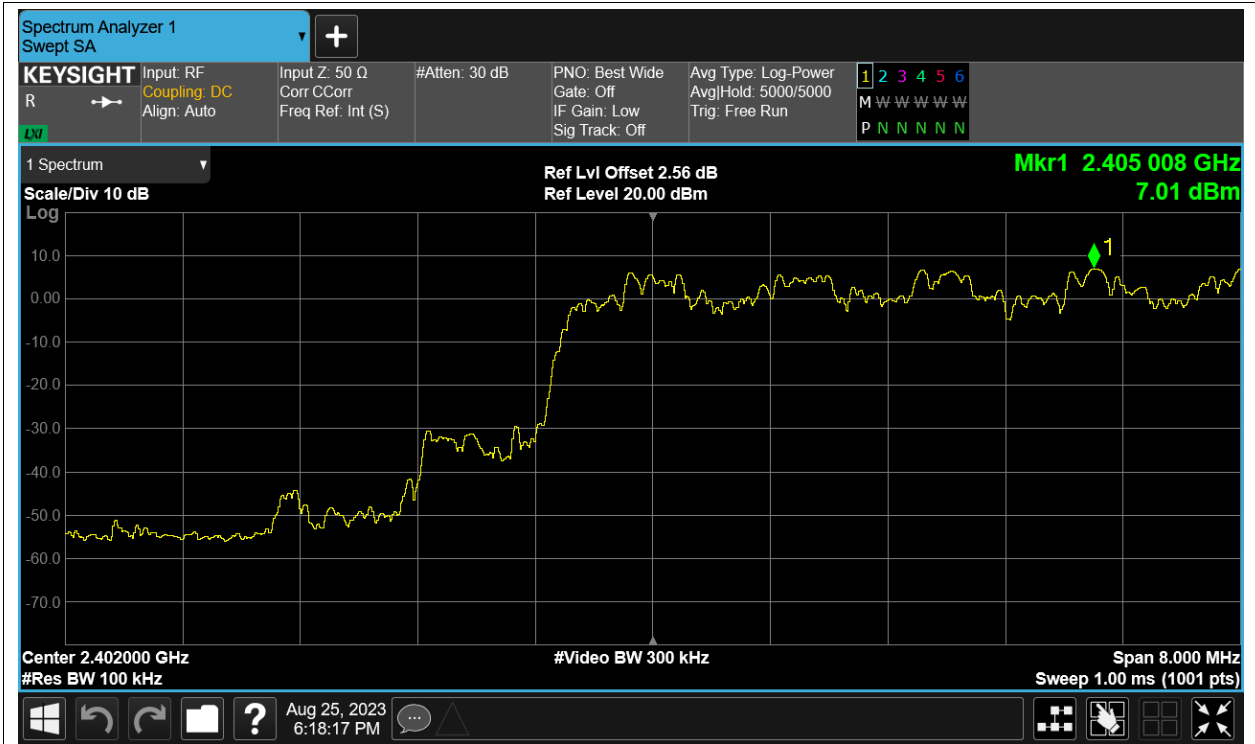 Spectrum Analyzer 1
Swept SA
KEYSIGHT
R
LXI
Input: RF
Coupling: DC
Align: Auto
Input Z: 50 Ω
Corr CCorr
Freq Ref: Int (S)
#Atten: 30 dB
PNO: Best Wide
Gate: Off
IF Gain: Low
Sig Track: Off
Avg Type: Log-Power
Avg|Hold: 5000/5000
Trig: Free Run
1 2 3 4 5 6
M W W W W W
P N N N N N
1 Spectrum
Scale/Div 10 dB
Ref Lvl Offset 2.56 dB
Ref Level 20.00 dBm
Mkr1 2.405 008 GHz
7.01 dBm
Log
1
10.0
0.00
-10.0
-20.0
-30.0
-40.0
-50.0
-60.0
-70.0
Center 2.402000 GHz
#Video BW 300 kHz
Span 8.000 MHz
#Res BW 100 kHz
Sweep 1.00 ms (1001 pts)
?
Aug 25, 2023
6:18:17 PM